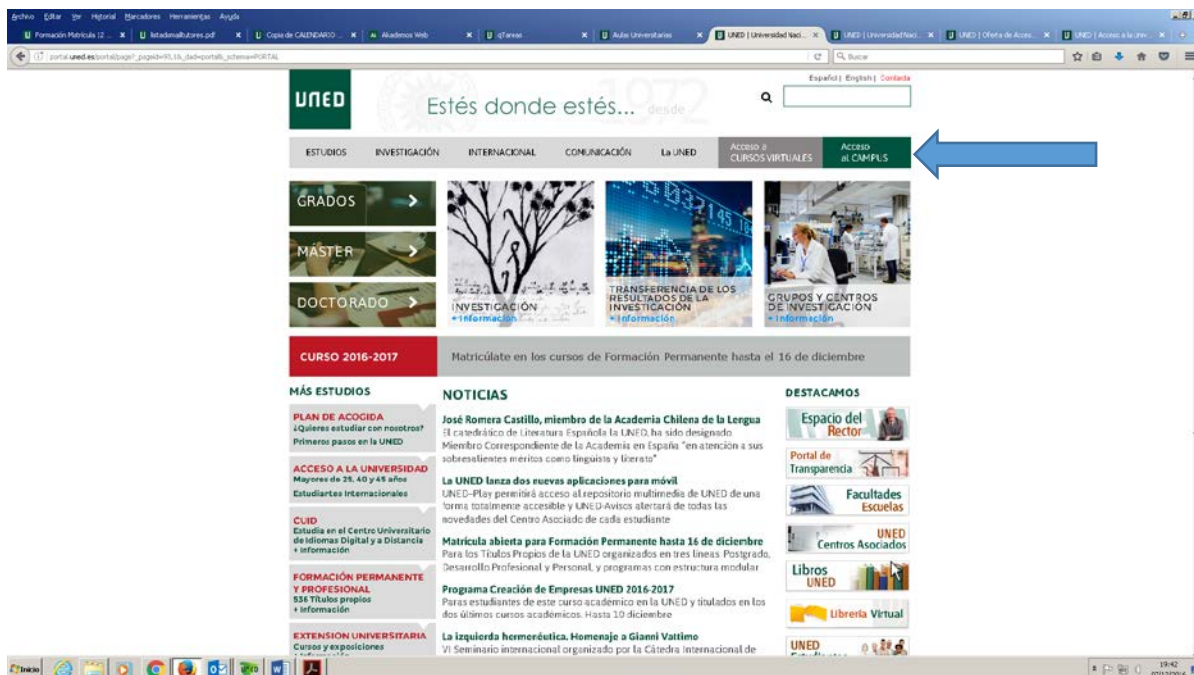 Archivo Editar Ver Historial Marcadores Herramientas Ayuda
Formación Matrícula (2 ...
listadomailtutores.pdf
Copia de CALENDARIO ...
Akademos Web
qTareas
Aulas Universitarias
UNED | Universidad Naci...
UNED | Universidad Naci...
UNED | Oferta de Acces...
UNED | Acceso a la Univ...
portal.uned.es/portal/page?_pageid=93,1&_dad=portal&_schema=PORTAL
Buscar
Español | English | Contacta
UNED
Estés donde estés... desde 1972
ESTUDIOS
INVESTIGACIÓN
INTERNACIONAL
COMUNICACIÓN
La UNED
Acceso a
CURSOS VIRTUALES
Acceso
al CAMPUS
GRADOS
MÁSTER
DOCTORADO
INVESTIGACIÓN
+ Información
TRANSFERENCIA DE LOS
RESULTADOS DE LA
INVESTIGACIÓN
+ Información
GRUPOS Y CENTROS
DE INVESTIGACIÓN
+ Información
CURSO 2016-2017
Matricúlate en los cursos de Formación Permanente hasta el 16 de diciembre
MÁS ESTUDIOS
PLAN DE ACOGIDA
¿Quieres estudiar con nosotros?
Primeros pasos en la UNED
ACCESO A LA UNIVERSIDAD
Mayores de 25, 40 y 45 años
Estudiantes Internacionales
CUID
Estudia en el Centro Universitario
de Idiomas Digital y a Distancia
+ Información
FORMACIÓN PERMANENTE
Y PROFESIONAL
536 Títulos propios
+ Información
EXTENSIÓN UNIVERSITARIA
Cursos y exposiciones
NOTICIAS
José Romera Castillo, miembro de la Academia Chilena de la Lengua
El catedrático de Literatura Española la UNED, ha sido designado
Miembro Correspondiente de la Academia en España "en atención a sus
sobresalientes méritos como lingüista y literato"
La UNED lanza dos nuevas aplicaciones para móvil
UNED-Play permitirá acceso al repositorio multimedia de UNED de una
forma totalmente accesible y UNED-Avisos alertará de todas las
novedades del Centro Asociado de cada estudiante
Matrícula abierta para Formación Permanente hasta 16 de diciembre
Para los Títulos Propios de la UNED organizados en tres líneas: Postgrado,
Desarrollo Profesional y Personal, y programas con estructura modular
Programa Creación de Empresas UNED 2016-2017
Paras estudiantes de este curso académico en la UNED y titulados en los
dos últimos cursos académicos. Hasta 10 diciembre
La izquierda hermenéutica. Homenaje a Gianni Vattimo
VI Seminario internacional organizado por la Cátedra Internacional de
DESTACAMOS
Espacio del
Rector
Portal de
Transparencia
Facultades
Escuelas
UNED
Centros Asociados
Libros
UNED
Librería Virtual
UNED
Inicio
19:42